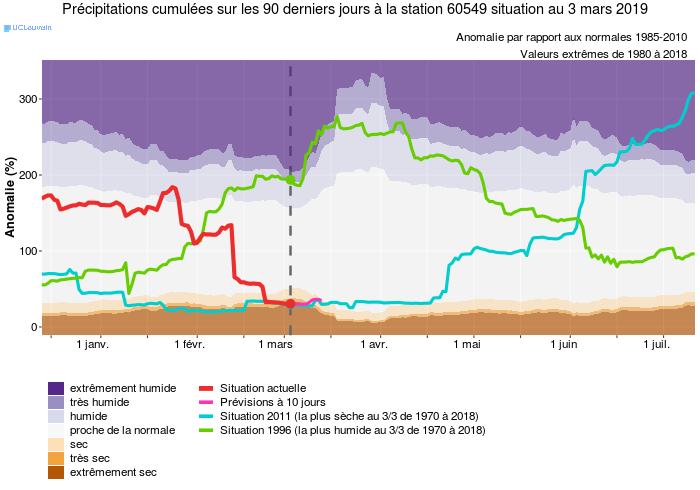 Précipitations cumulées sur les 90 derniers jours à la station 60549 situation au 3 mars 2019
UCLouvain
Anomalie par rapport aux normales 1985-2010
Valeurs extrêmes de 1980 à 2018
Anomalie (%)
300
200
100
0
1 janv. 1 févr. 1 mars 1 avr. 1 mai 1 juin 1 juil.
extrêmement humide
très humide
humide
proche de la normale
sec
très sec
extrêmement sec
Situation actuelle
Prévisions à 10 jours
Situation 2011 (la plus sèche au 3/3 de 1970 à 2018)
Situation 1996 (la plus humide au 3/3 de 1970 à 2018)